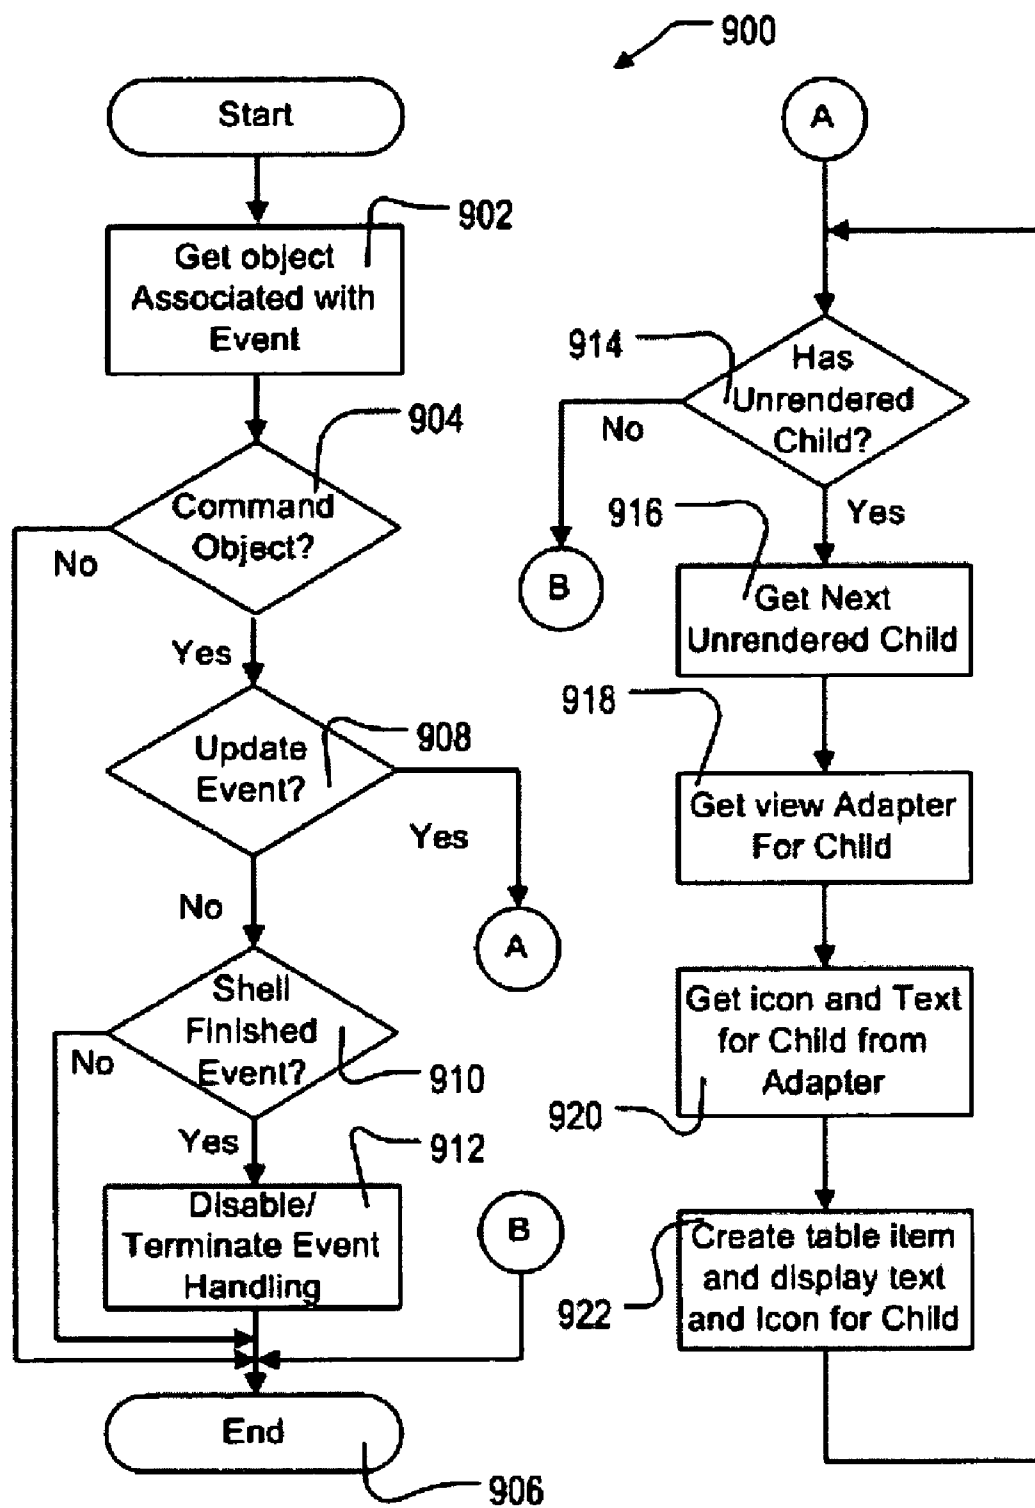 900
Start
902
Get object
Associated with
Event
904
Command
Object?
No
Yes
908
Update
Event?
Yes
No
A
Shell
Finished
Event?
No
910
Yes
912
Disable/
Terminate Event
Handling
B
End
906
A
914
Has
Unrendered
Child?
No
Yes
B
916
Get Next
Unrendered Child
918
Get view Adapter
For Child
Get icon and Text
for Child from
Adapter
920
Create table item
and display text
and Icon for Child
922